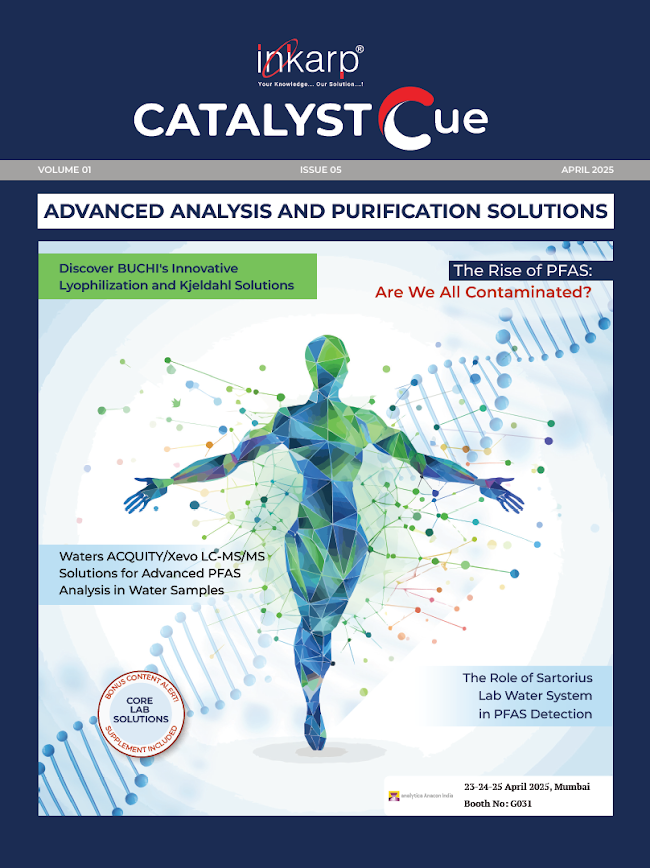 inkarp®
Your Knowledge... Our Solution...!
CATALYST Cue
VOLUME 01 ISSUE 05 APRIL 2025
ADVANCED ANALYSIS AND PURIFICATION SOLUTIONS
Discover BUCHI's Innovative
Lyophilization and Kjeldahl Solutions
The Rise of PFAS:
Are We All Contaminated?
Waters ACQUITY/Xevo LC-MS/MS
Solutions for Advanced PFAS
Analysis in Water Samples
BONUS CONTENT ALERT!
CORE
LAB
SOLUTIONS
SUPPLEMENT INCLUDED
The Role of Sartorius
Lab Water System
in PFAS Detection
analytica Anacon India
23-24-25 April 2025, Mumbai
Booth No: G031